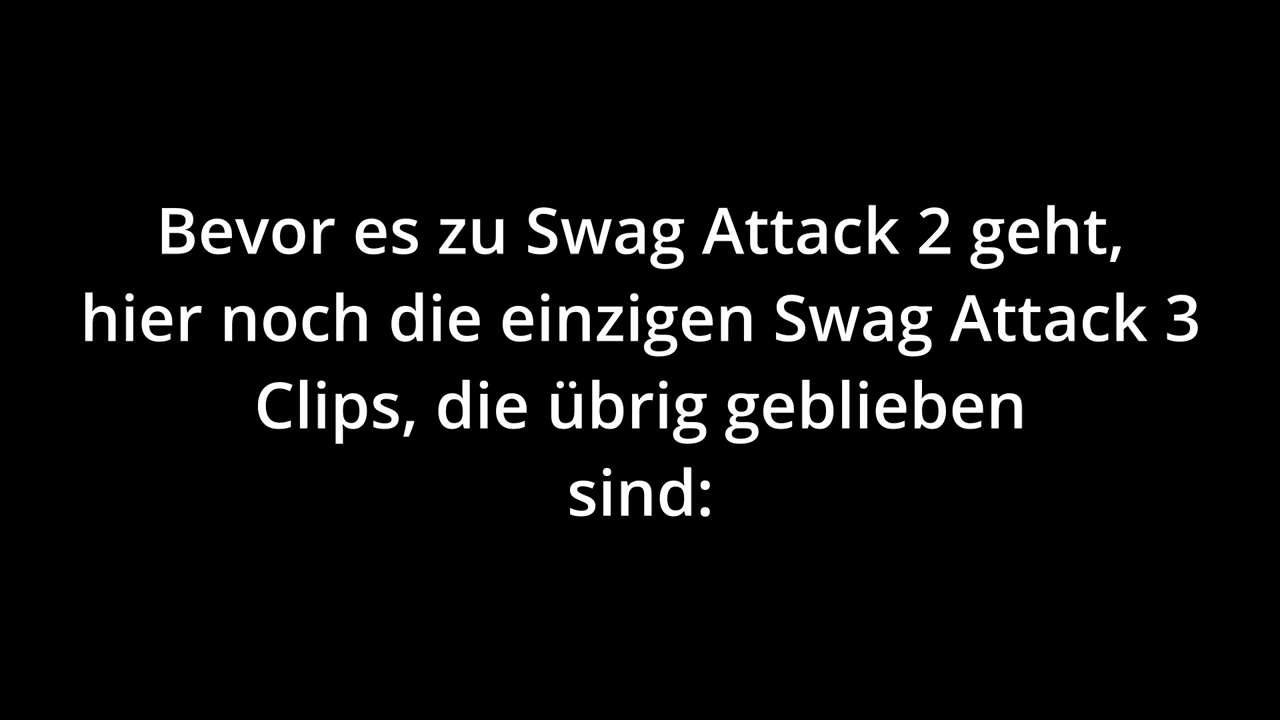 Bevor es zu Swag Attack 2 geht,
hier noch die einzigen Swag Attack 3
Clips, die übrig geblieben
sind: